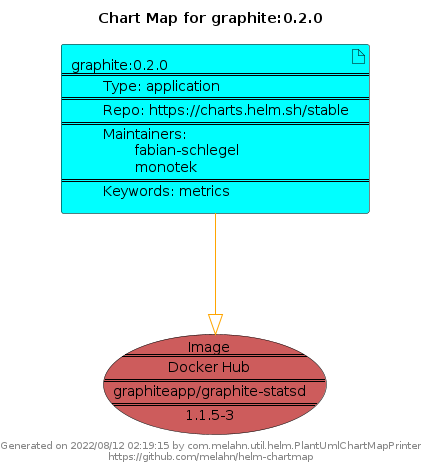 Chart Map for graphite:0.2.0
graphite:0.2.0
Type: application
Repo: https://charts.helm.sh/stable
Maintainers:
fabian-schlegel
monotek
Keywords: metrics
Image
Docker Hub
graphiteapp/graphite-statsd
1.1.5-3
Generated on 2022/08/12 02:19:15 by com.melahn.util.helm.PlantUmlChartMapPrinter
https://github.com/melahn/helm-chartmap